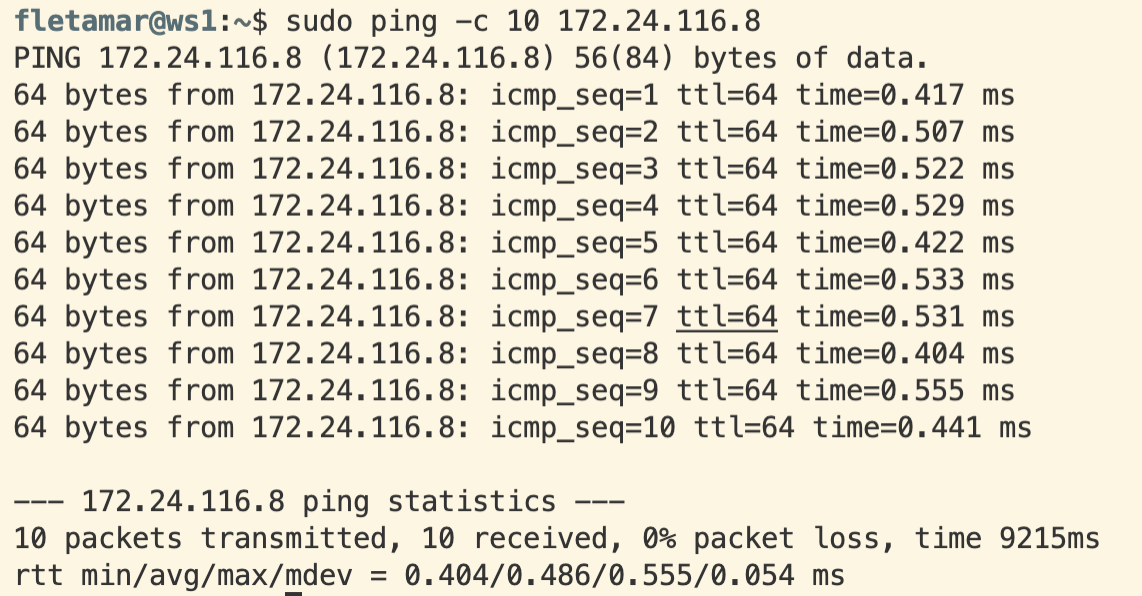 fletamar@ws1:~$ sudo ping -c 10 172.24.116.8
PING 172.24.116.8 (172.24.116.8) 56(84) bytes of data.
64 bytes from 172.24.116.8: icmp_seq=1 ttl=64 time=0.417 ms
64 bytes from 172.24.116.8: icmp_seq=2 ttl=64 time=0.507 ms
64 bytes from 172.24.116.8: icmp_seq=3 ttl=64 time=0.522 ms
64 bytes from 172.24.116.8: icmp_seq=4 ttl=64 time=0.529 ms
64 bytes from 172.24.116.8: icmp_seq=5 ttl=64 time=0.422 ms
64 bytes from 172.24.116.8: icmp_seq=6 ttl=64 time=0.533 ms
64 bytes from 172.24.116.8: icmp_seq=7 ttl=64 time=0.531 ms
64 bytes from 172.24.116.8: icmp_seq=8 ttl=64 time=0.404 ms
64 bytes from 172.24.116.8: icmp_seq=9 ttl=64 time=0.555 ms
64 bytes from 172.24.116.8: icmp_seq=10 ttl=64 time=0.441 ms
--- 172.24.116.8 ping statistics ---
10 packets transmitted, 10 received, 0% packet loss, time 9215ms
rtt min/avg/max/mdev = 0.404/0.486/0.555/0.054 ms